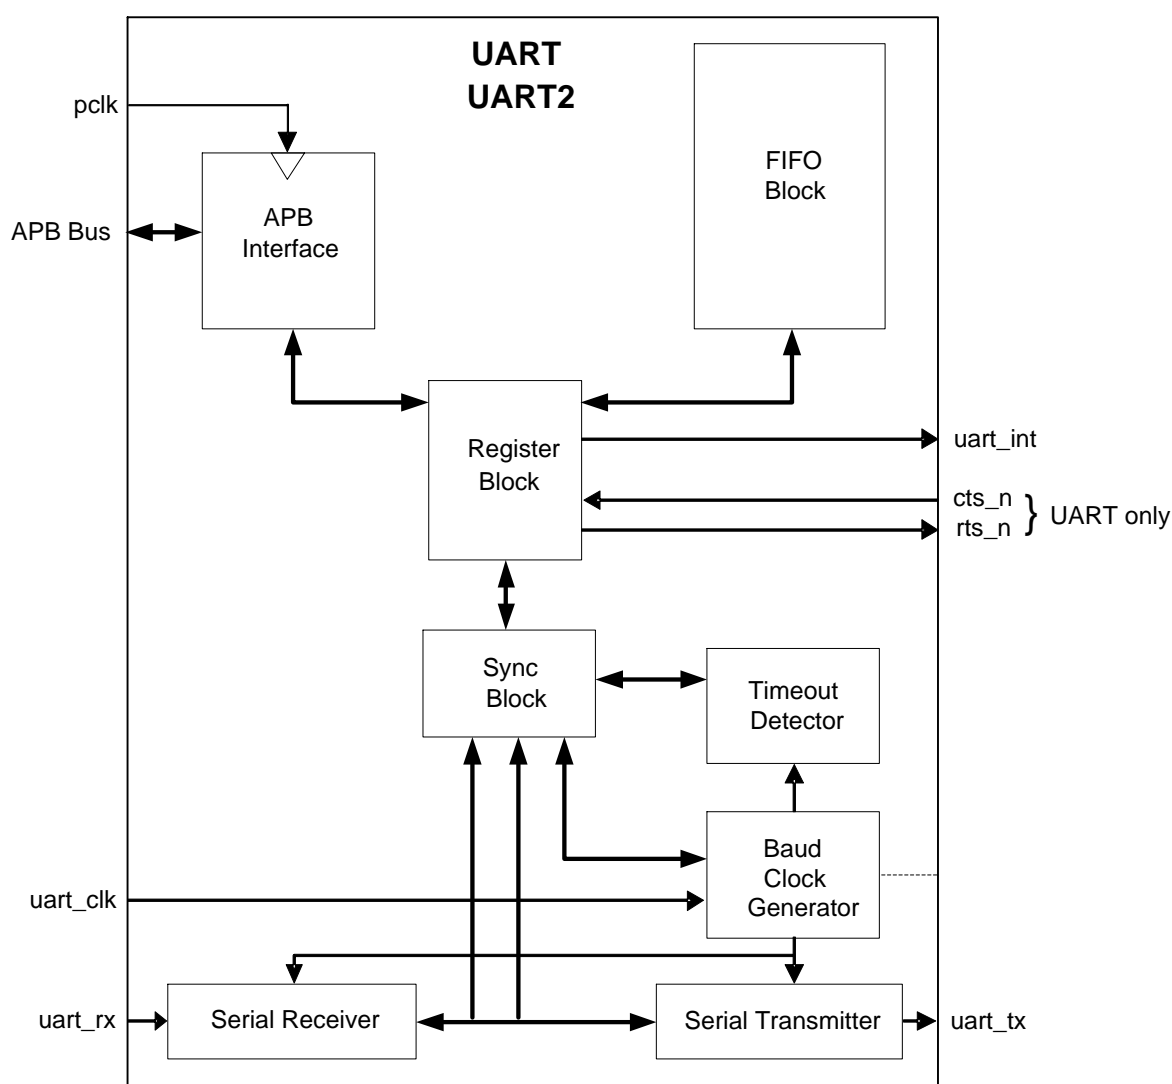 UART
UART2
pclk
FIFO
Block
APB
Interface
APB Bus
Register
Block
uart_int
cts_n
rts_n
} UART only
Sync
Block
Timeout
Detector
Baud
Clock
Generator
uart_clk
uart_rx
Serial Receiver
Serial Transmitter
uart_tx